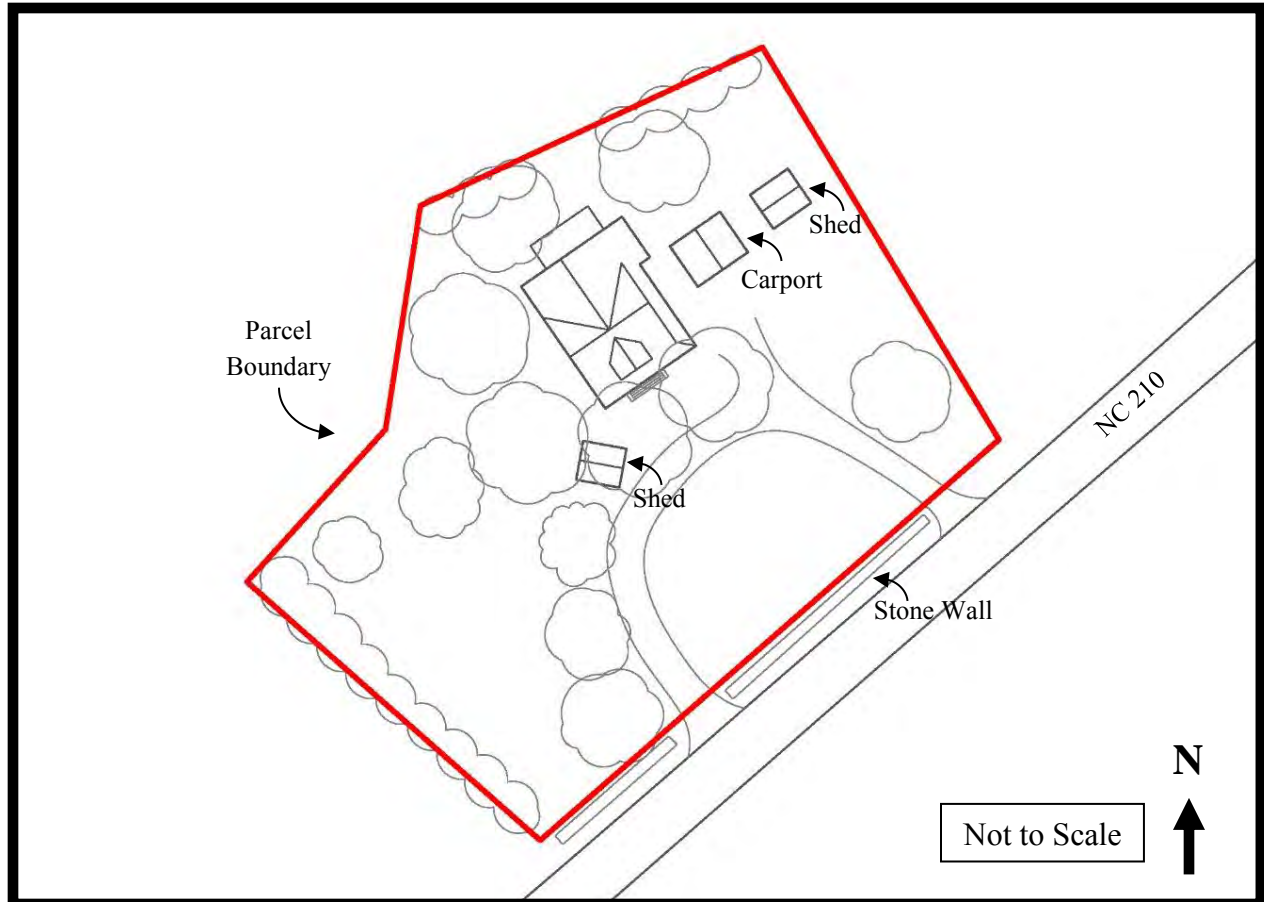 Shed
Carport
Parcel
Boundary
NC 210
Shed
Stone Wall
N
Not to Scale